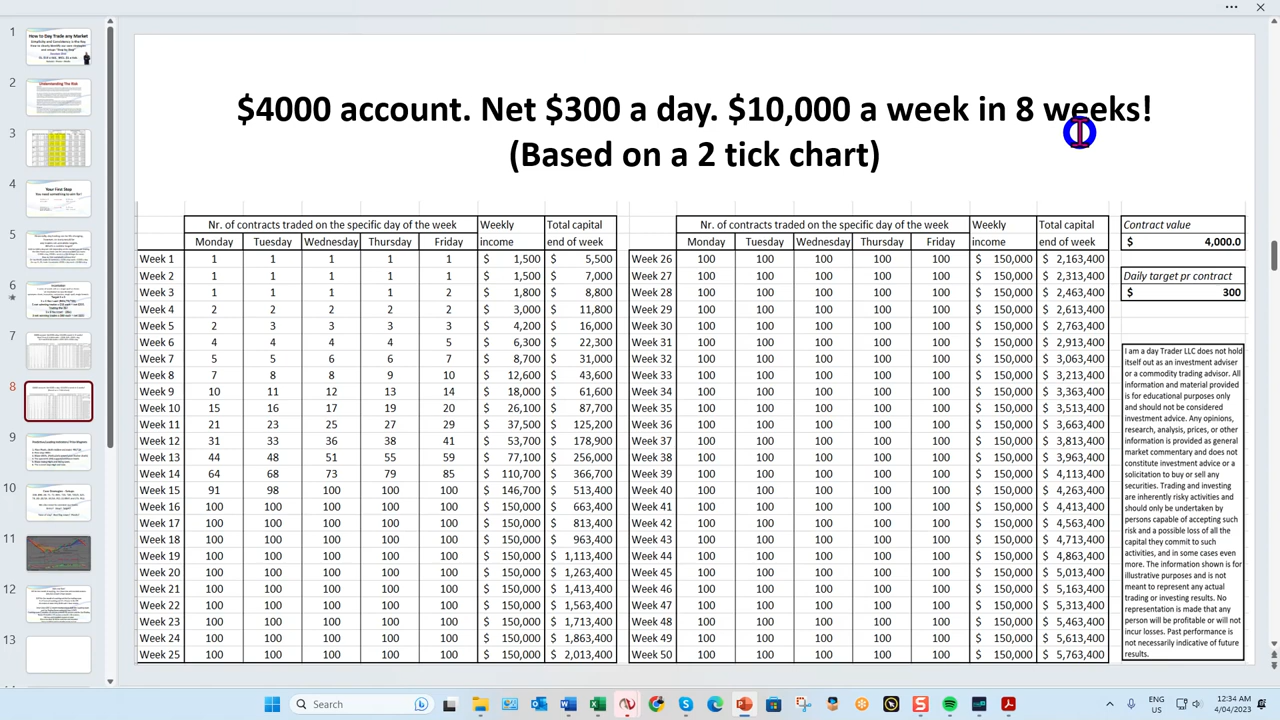 $4000 account. Net $300 a day. $10,000 a week in 8 weeks!
(Based on a 2 tick chart)
Nr. of contracts traded on the specific day of the week Weekly Total capital
Monday Tuesday Wednesday Thursday Friday income end of week
Week 1 1 1 1 1 1 $ 1,500 $ 5,500
Week 2 1 1 1 1 1 $ 1,500 $ 7,000
Week 3 1 1 1 1 2 $ 1,800 $ 8,800
Week 4 2 2 2 2 2 $ 3,000 $ 11,800
Week 5 2 3 3 3 3 $ 4,200 $ 16,000
Week 6 4 4 4 4 5 $ 6,300 $ 22,300
Week 7 5 5 6 6 7 $ 8,700 $ 31,000
Week 8 7 8 8 9 10 $ 12,600 $ 43,600
Week 9 10 11 12 13 14 $ 18,000 $ 61,600
Week 10 15 16 17 19 20 $ 26,100 $ 87,700
Week 11 21 23 25 27 29 $ 37,500 $ 125,200
Week 12 31 33 36 38 41 $ 53,700 $ 178,900
Week 13 44 48 51 55 59 $ 77,100 $ 256,000
Week 14 64 68 73 79 85 $ 110,700 $ 366,700
Week 15 91 98 100 100 100 $ 146,700 $ 513,400
Week 16 100 100 100 100 100 $ 150,000 $ 663,400
Week 17 100 100 100 100 100 $ 150,000 $ 813,400
Week 18 100 100 100 100 100 $ 150,000 $ 963,400
Week 19 100 100 100 100 100 $ 150,000 $ 1,113,400
Week 20 100 100 100 100 100 $ 150,000 $ 1,263,400
Week 21 100 100 100 100 100 $ 150,000 $ 1,413,400
Week 22 100 100 100 100 100 $ 150,000 $ 1,563,400
Week 23 100 100 100 100 100 $ 150,000 $ 1,713,400
Week 24 100 100 100 100 100 $ 150,000 $ 1,863,400
Week 25 100 100 100 100 100 $ 150,000 $ 2,013,400
Nr. of contracts traded on the specific day of the week Weekly Total capital
Monday Tuesday Wednesday Thursday Friday income end of week
Week 26 100 100 100 100 100 $ 150,000 $ 2,163,400
Week 27 100 100 100 100 100 $ 150,000 $ 2,313,400
Week 28 100 100 100 100 100 $ 150,000 $ 2,463,400
Week 29 100 100 100 100 100 $ 150,000 $ 2,613,400
Week 30 100 100 100 100 100 $ 150,000 $ 2,763,400
Week 31 100 100 100 100 100 $ 150,000 $ 2,913,400
Week 32 100 100 100 100 100 $ 150,000 $ 3,063,400
Week 33 100 100 100 100 100 $ 150,000 $ 3,213,400
Week 34 100 100 100 100 100 $ 150,000 $ 3,363,400
Week 35 100 100 100 100 100 $ 150,000 $ 3,513,400
Week 36 100 100 100 100 100 $ 150,000 $ 3,663,400
Week 37 100 100 100 100 100 $ 150,000 $ 3,813,400
Week 38 100 100 100 100 100 $ 150,000 $ 3,963,400
Week 39 100 100 100 100 100 $ 150,000 $ 4,113,400
Week 40 100 100 100 100 100 $ 150,000 $ 4,263,400
Week 41 100 100 100 100 100 $ 150,000 $ 4,413,400
Week 42 100 100 100 100 100 $ 150,000 $ 4,563,400
Week 43 100 100 100 100 100 $ 150,000 $ 4,713,400
Week 44 100 100 100 100 100 $ 150,000 $ 4,863,400
Week 45 100 100 100 100 100 $ 150,000 $ 5,013,400
Week 46 100 100 100 100 100 $ 150,000 $ 5,163,400
Week 47 100 100 100 100 100 $ 150,000 $ 5,313,400
Week 48 100 100 100 100 100 $ 150,000 $ 5,463,400
Week 49 100 100 100 100 100 $ 150,000 $ 5,613,400
Week 50 100 100 100 100 100 $ 150,000 $ 5,763,400
Contract value
$ 4,000.0
Daily target pr contract
$ 300
I am a day Trader LLC does not hold
itself out as an investment adviser
or a commodity trading advisor. All
information and material provided
is for educational purposes only
and should not be considered
investment advice. Any opinions,
research, analysis, prices, or other
information is provided as general
market commentary and does not
constitute investment advice or a
solicitation to buy or sell any
securities. Trading and investing
are inherently risky activities and
should only be undertaken by
persons capable of accepting such
risk and a possible loss of all the
capital they commit to such
activities, and in some cases even
more. The information shown is for
illustrative purposes and is not
meant to represent any actual
trading or investing results. No
representation is made that any
person will be profitable or will not
incur losses. Past performance is
not necessarily indicative of future
results.
1
How to Day Trade any Market
2
Understanding The Risk
3
4
Your First Step
5
6
7
8
9
10
11
12
13
Search
ENG
US
12:34 AM
4/04/2023